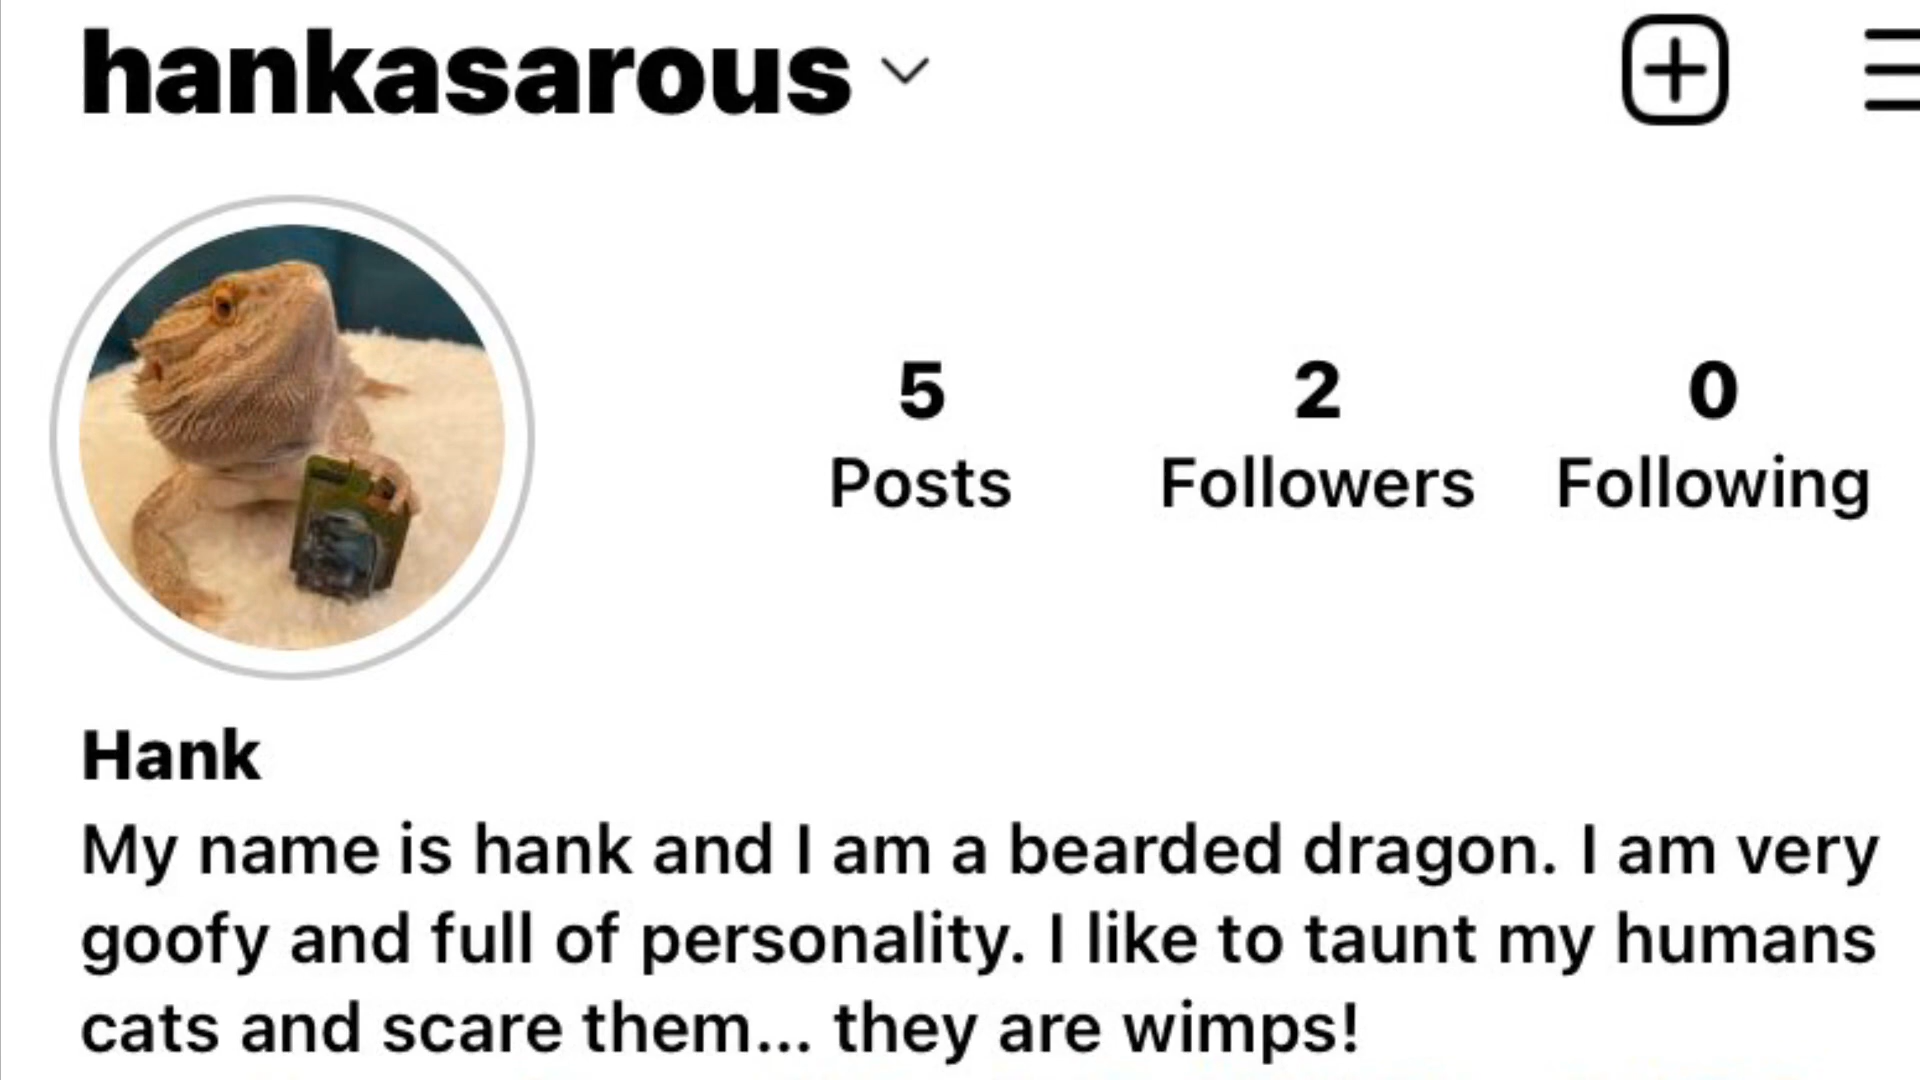 hankasarous
5 2 0
Posts Followers Following
Hank
My name is hank and I am a bearded dragon. I am very
goofy and full of personality. I like to taunt my humans
cats and scare them... they are wimps!